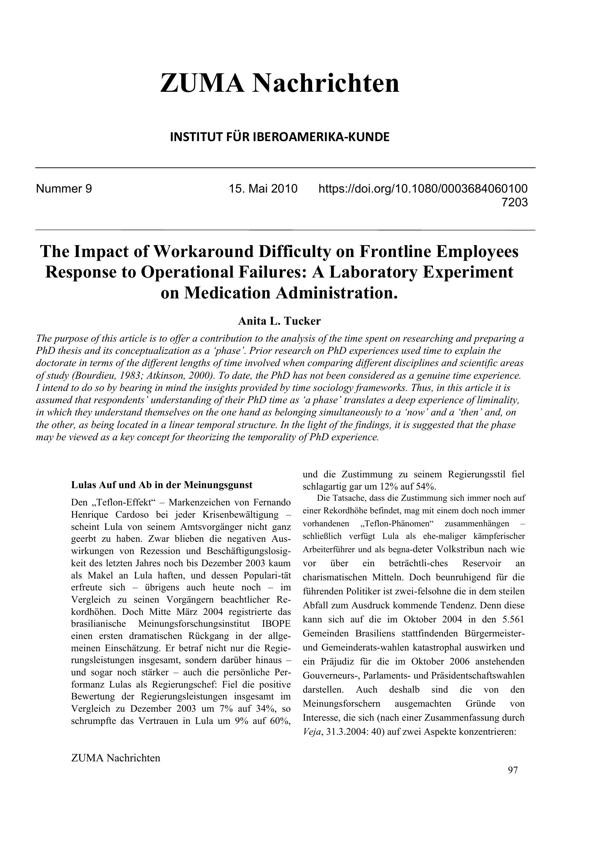 ZUMA Nachrichten
INSTITUT FÜR IBEROAMERIKA-KUNDE
Nummer 9 15. Mai 2010 https://doi.org/10.1080/0003684060100
7203
The Impact of Workaround Difficulty on Frontline Employees
Response to Operational Failures: A Laboratory Experiment
on Medication Administration.
Anita L. Tucker
The purpose of this article is to offer a contribution to the analysis of the time spent on researching and preparing a
PhD thesis and its conceptualization as a ‘phase’. Prior research on PhD experiences used time to explain the
doctorate in terms of the different lengths of time involved when comparing different disciplines and scientific areas
of study (Bourdieu, 1983; Atkinson, 2000). To date, the PhD has not been considered as a genuine time experience.
I intend to do so by bearing in mind the insights provided by time sociology frameworks. Thus, in this article it is
assumed that respondents’ understanding of their PhD time as ‘a phase’ translates a deep experience of liminality,
in which they understand themselves on the one hand as belonging simultaneously to a ‘now’ and a ‘then’ and, on
the other, as being located in a linear temporal structure. In the light of the findings, it is suggested that the phase
may be viewed as a key concept for theorizing the temporality of PhD experience.
Lulas Auf und Ab in der Meinungsgunst
Den „Teflon-Effekt“ – Markenzeichen von Fernando
Henrique Cardoso bei jeder Krisenbewältigung –
scheint Lula von seinem Amtsvorgänger nicht ganz
geerbt zu haben. Zwar blieben die negativen Aus-
wirkungen von Rezession und Beschäftigungslosig-
keit des letzten Jahres noch bis Dezember 2003 kaum
als Makel an Lula haften, und dessen Populari-tät
erfreute sich – übrigens auch heute noch – im
Vergleich zu seinen Vorgängern beachtlicher Re-
kordhöhen. Doch Mitte März 2004 registrierte das
brasilianische Meinungsforschungsinstitut IBOPE
einen ersten dramatischen Rückgang in der allge-
meinen Einschätzung. Er betraf nicht nur die Regie-
rungsleistungen insgesamt, sondern darüber hinaus –
und sogar noch stärker – auch die persönliche Per-
formanz Lulas als Regierungschef: Fiel die positive
Bewertung der Regierungsleistungen insgesamt im
Vergleich zu Dezember 2003 um 7% auf 34%, so
schrumpfte das Vertrauen in Lula um 9% auf 60%,
und die Zustimmung zu seinem Regierungsstil fiel
schlagartig gar um 12% auf 54%.
Die Tatsache, dass die Zustimmung sich immer noch auf
einer Rekordhöhe befindet, mag mit einem doch noch immer
vorhandenen „Teflon-Phänomen“ zusammenhängen –
schließlich verfügt Lula als ehe-maliger kämpferischer
Arbeiterführer und als begna-deter Volkstribun nach wie
vor über ein beträchtli-ches Reservoir an
charismatischen Mitteln. Doch beunruhigend für die
führenden Politiker ist zwei-felsohne die in dem steilen
Abfall zum Ausdruck kommende Tendenz. Denn diese
kann sich auf die im Oktober 2004 in den 5.561
Gemeinden Brasiliens stattfindenden Bürgermeister-
und Gemeinderats-wahlen katastrophal auswirken und
ein Präjudiz für die im Oktober 2006 anstehenden
Gouverneurs-, Parlaments- und Präsidentschaftswahlen
darstellen. Auch deshalb sind die von den
Meinungsforschern ausgemachten Gründe von
Interesse, die sich (nach einer Zusammenfassung durch
Veja, 31.3.2004: 40) auf zwei Aspekte konzentrieren:
ZUMA Nachrichten
97